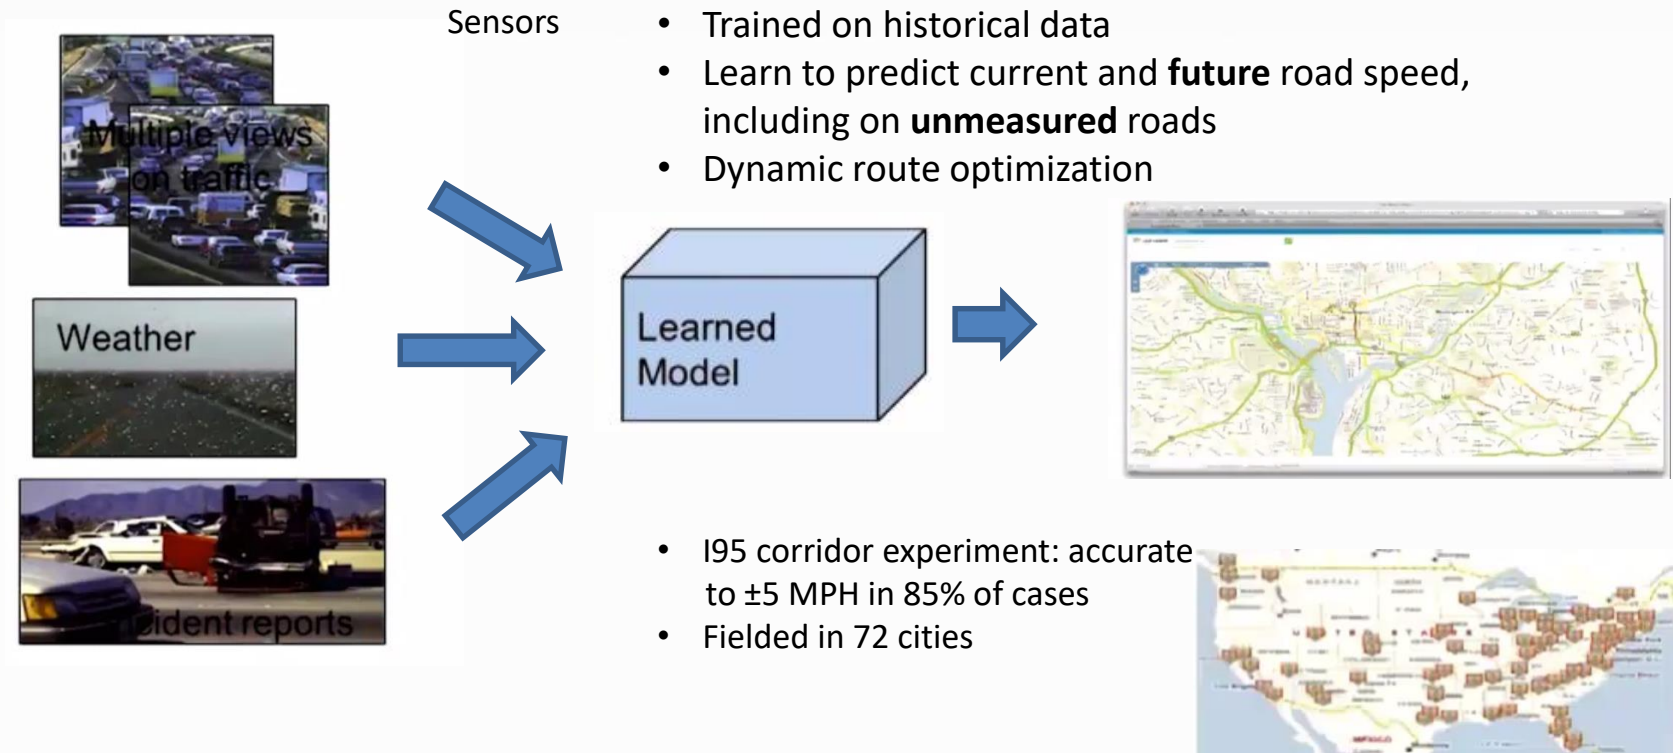 Sensors
• Trained on historical data
• Learn to predict current and future road speed,
including on unmeasured roads
• Dynamic route optimization
Multiple views
on traffic
Weather
Learned
Model
ident reports
• I95 corridor experiment: accurate
to ±5 MPH in 85% of cases
• Fielded in 72 cities
MEXICO